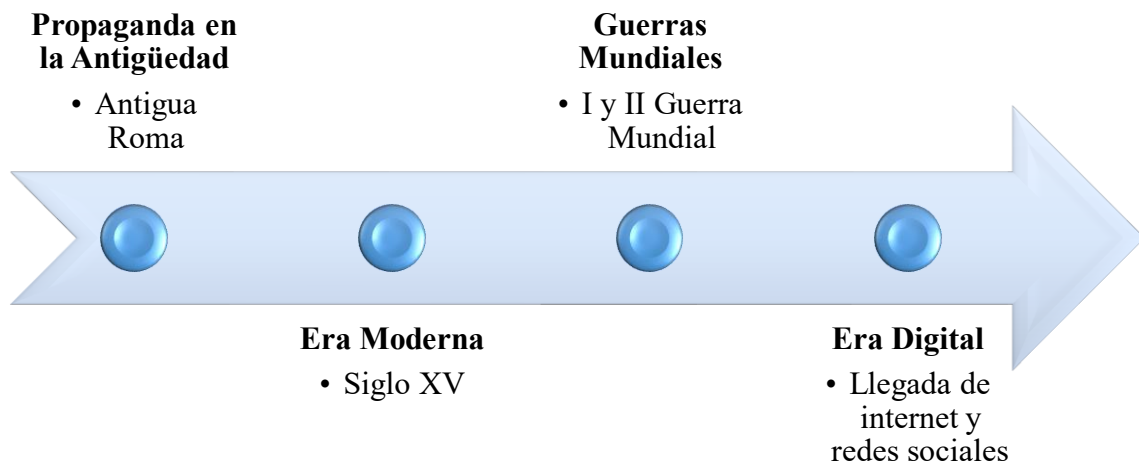 Propaganda en
la Antigüedad
• Antigua
Roma
Era Moderna
• Siglo XV
Guerras
Mundiales
• I y II Guerra
Mundial
Era Digital
• Llegada de
internet y
redes sociales